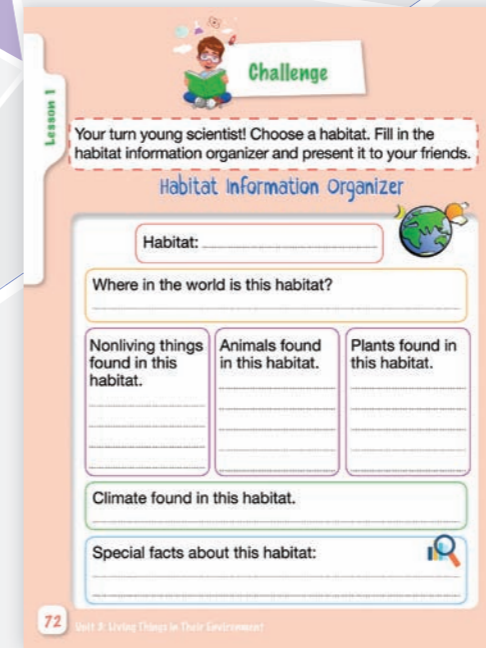 Lesson 1
Challenge
Your turn young scientist! Choose a habitat. Fill in the
habitat information organizer and present it to your friends.
Habitat Information Organizer
Habitat:
Where in the world is this habitat?
Nonliving things
found in this
habitat.
Animals found
in this habitat.
Plants found in
this habitat.
Climate found in this habitat.
Special facts about this habitat:
72
Unit 3: Living Things in Their Environment